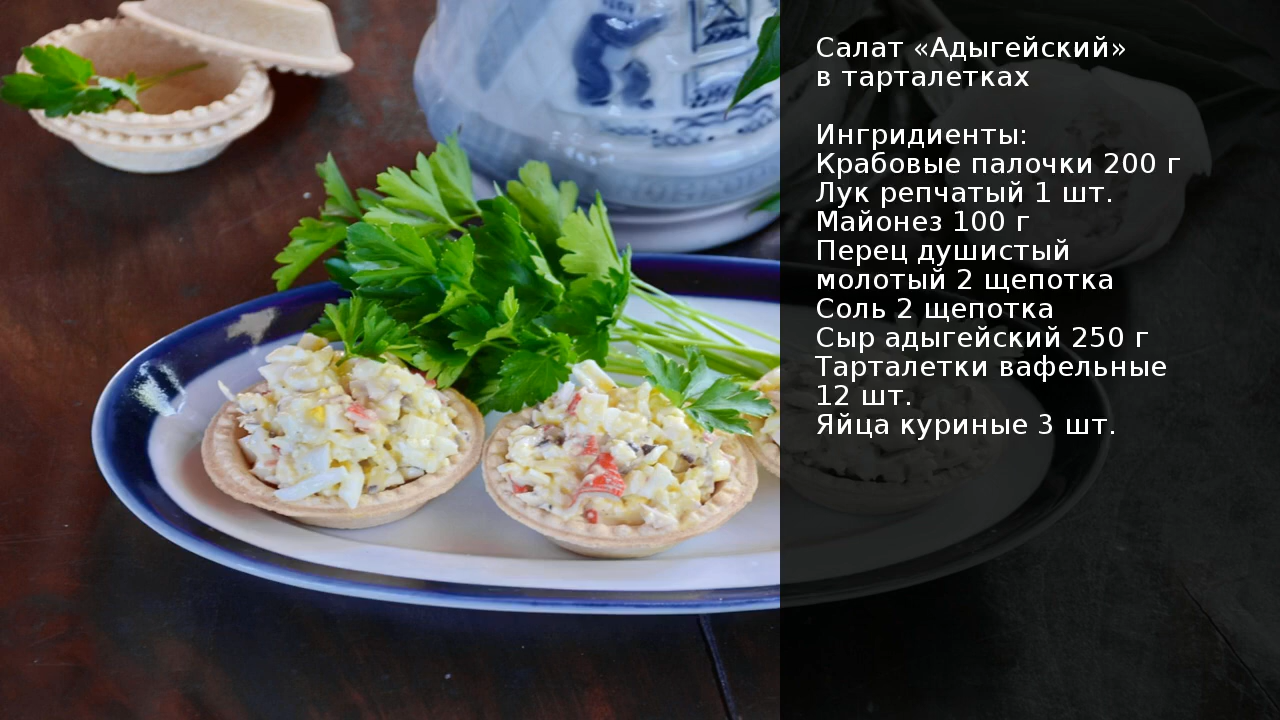 Салат «Адыгейский»
в тарталетках
Ингридиенты:
Крабовые палочки 200 г
Лук репчатый 1 шт.
Майонез 100 г
Перец душистый
молотый 2 щепотка
Соль 2 щепотка
Сыр адыгейский 250 г
Тарталетки вафельные
12 шт.
Яйца куриные 3 шт.